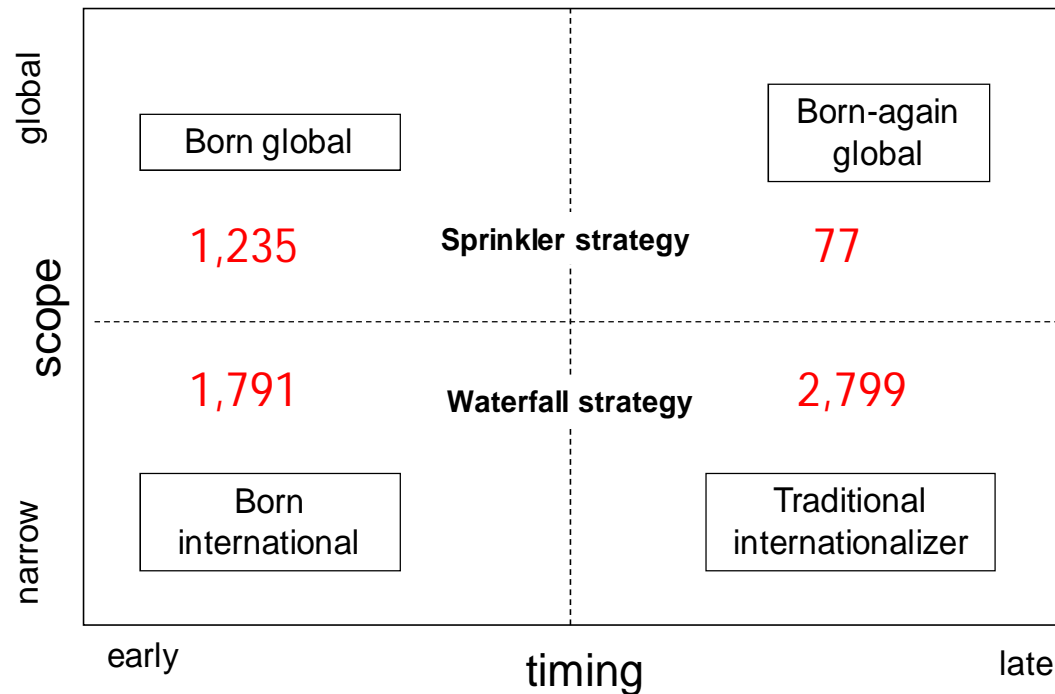 global
Born global
Born-again
global
1,235
Sprinkler strategy
77
scope
1,791
Waterfall strategy
2,799
narrow
Born
international
Traditional
internationalizer
early
timing
late